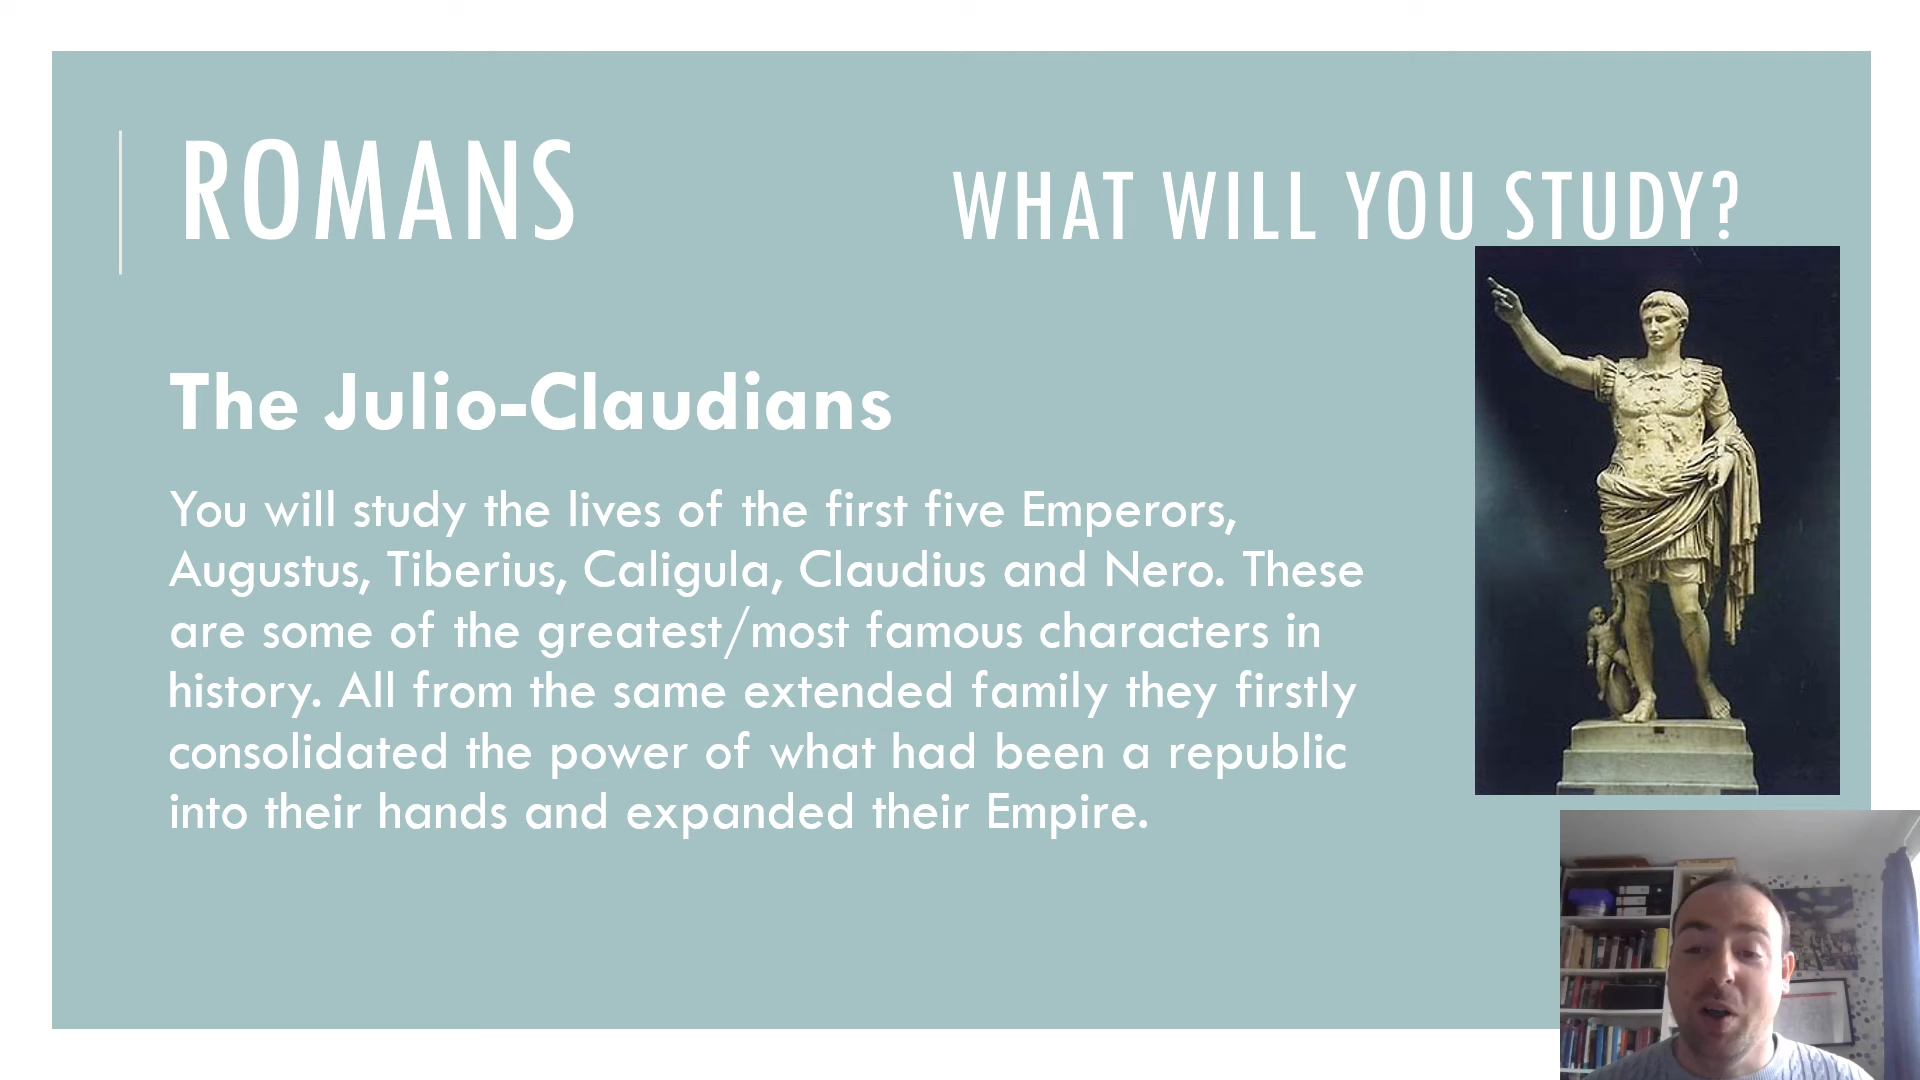 ROMANS
WHAT WILL YOU STUDY?
The Julio-Claudians
You will study the lives of the first five Emperors,
Augustus, Tiberius, Caligula, Claudius and Nero. These
are some of the greatest/most famous characters in
history. All from the same extended family they firstly
consolidated the power of what had been a republic
into their hands and expanded their Empire.